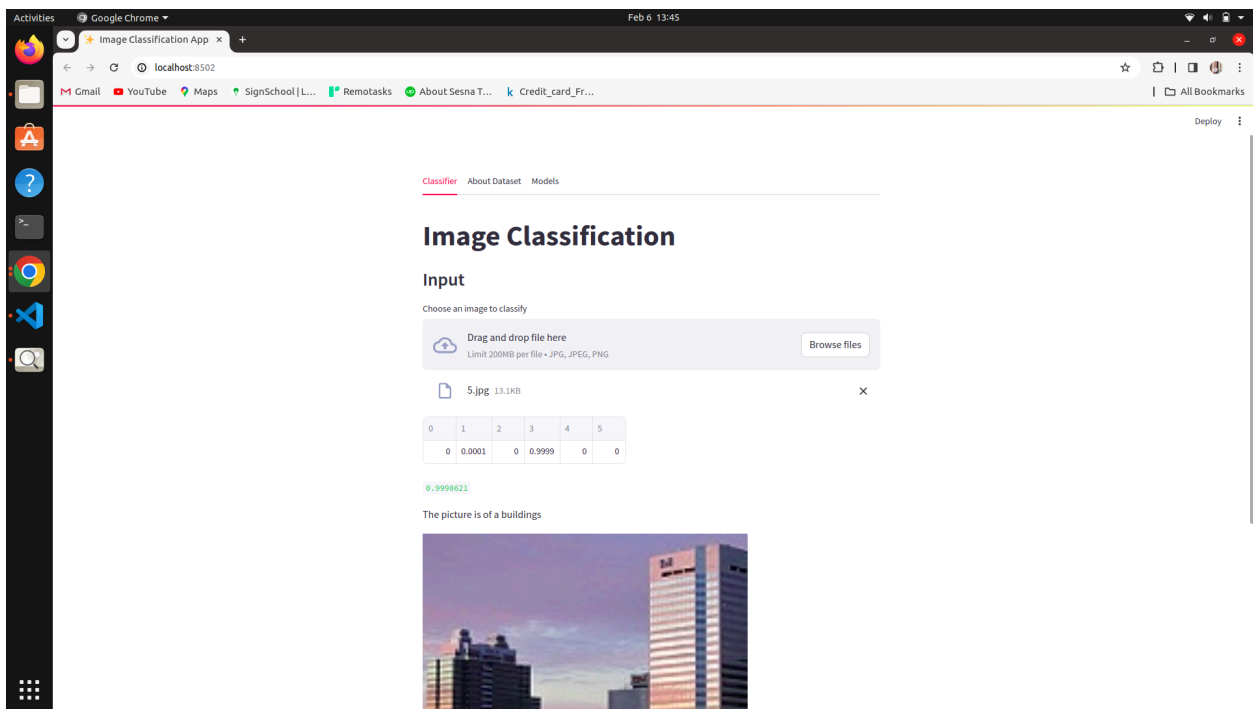 Activities Google Chrome Feb 6 13:45
Image Classification App
localhost:8502
Gmail YouTube Maps SignSchool | L... Remotasks About Sesna T... Credit_card_Fr... All Bookmarks
Deploy
Classifier About Dataset Models
Image Classification
Input
Choose an image to classify
Drag and drop file here
Limit 200MB per file • JPG, JPEG, PNG
Browse files
5.jpg 13.1KB
0 1 2 3 4 5
0 0.0001 0 0.9999 0 0
0.9998621
The picture is of a buildings